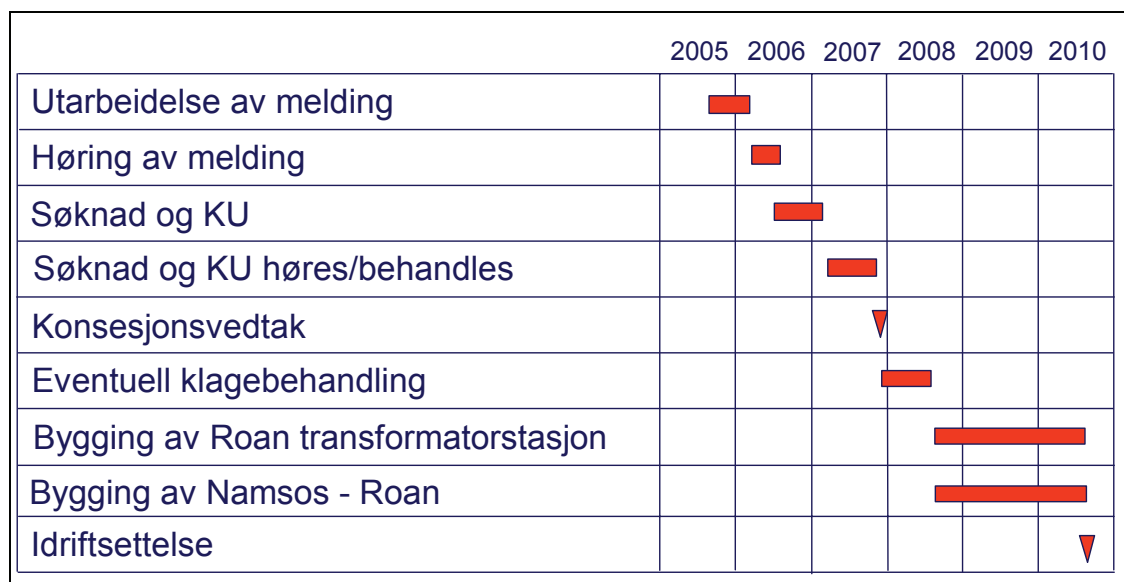 2005 2006 2007 2008 2009 2010
Utarbeidelse av melding
Høring av melding
Søknad og KU
Søknad og KU høres/behandles
Konsesjonsvedtak
Eventuell klagebehandling
Bygging av Roan transformatorstasjon
Bygging av Namsos - Roan
Idriftsettelse